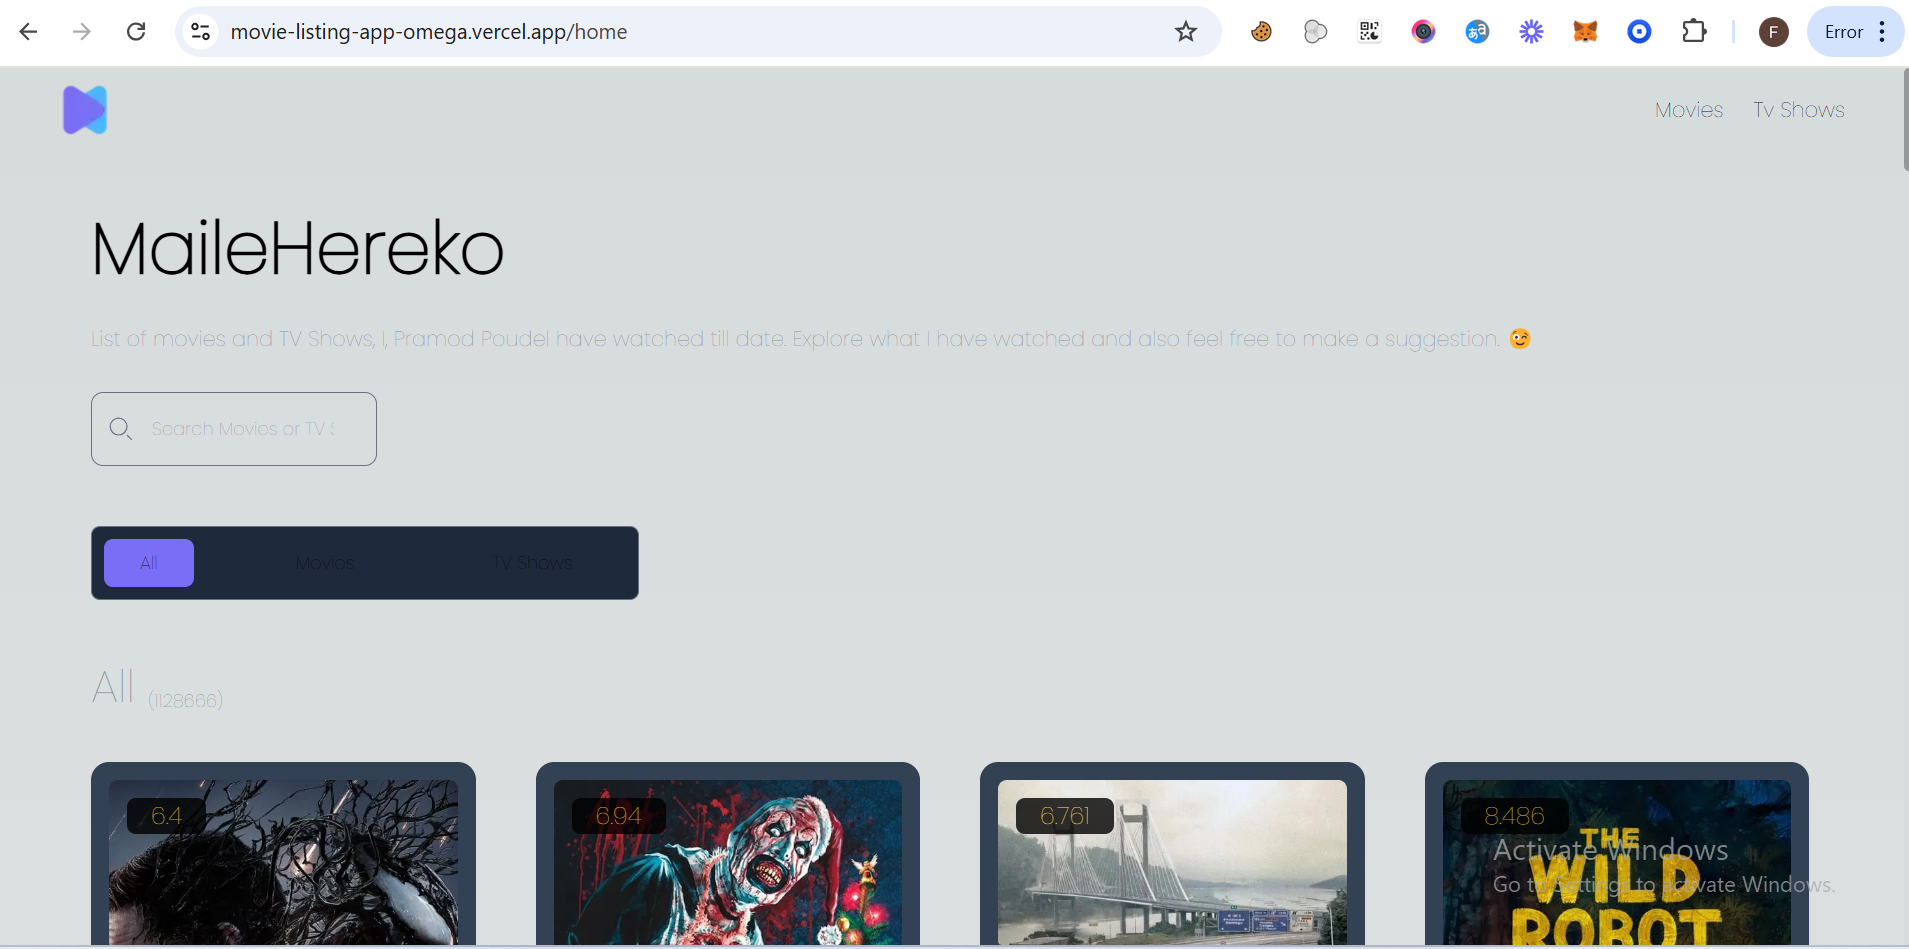 movie-listing-app-omega.vercel.app/home
F
Error
Movies
Tv Shows
MaileHereko
List of movies and TV Shows, I, Pramod Poudel have watched till date. Explore what I have watched and also feel free to make a suggestion. 😉
Search Movies or TV S
All
Movies
TV Shows
All (1128666)
6.4
6.94
6.761
8.486
THE
WILD
ROBOT
Activate Windows
Go to Settings to activate Windows.